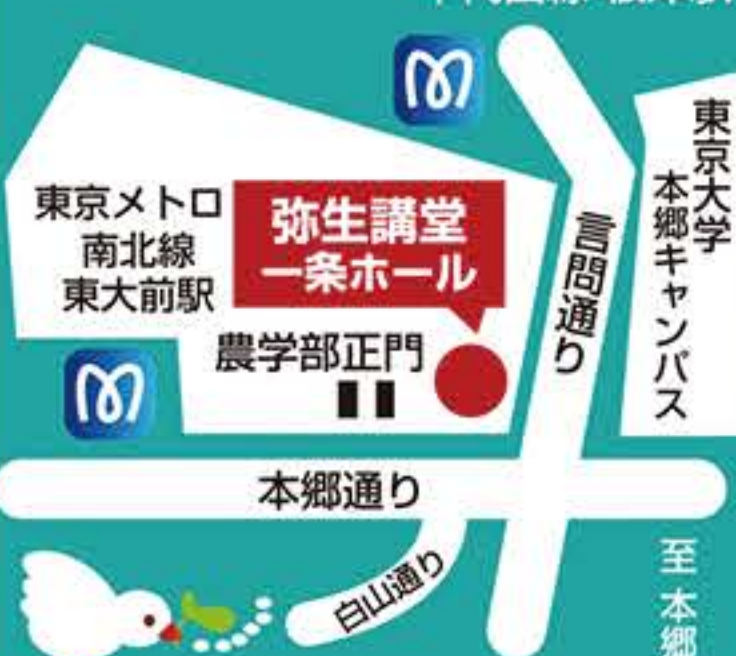 東京メトロ
南北線
東大前駅
弥生講堂
一条ホール
農学部正門
言問通り
東京大学
本郷キャンパス
本郷通り
白山通り
至 本郷